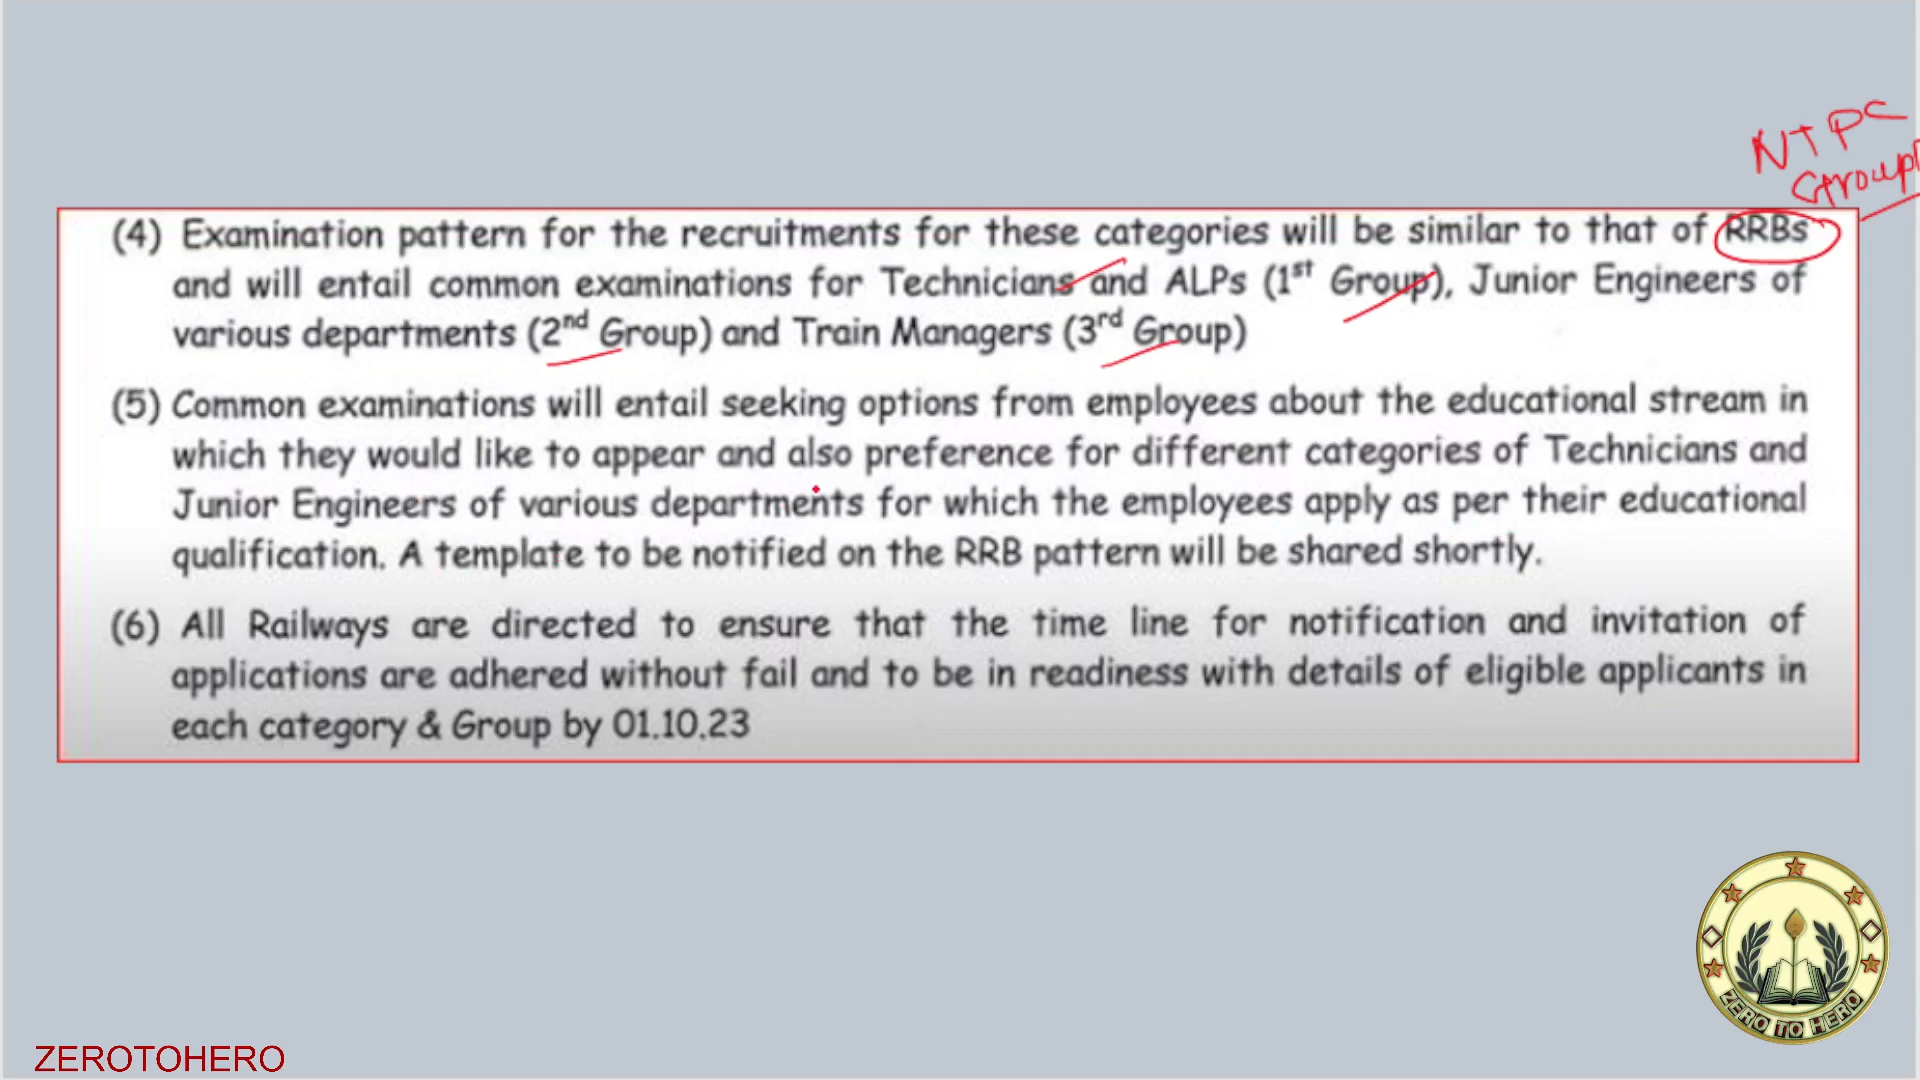 NTPC
Group
(4) Examination pattern for the recruitments for these categories will be similar to that of RRBs
and will entail common examinations for Technicians and ALPs (1st Group), Junior Engineers of
various departments (2nd Group) and Train Managers (3rd Group)
(5) Common examinations will entail seeking options from employees about the educational stream in
which they would like to appear and also preference for different categories of Technicians and
Junior Engineers of various departments for which the employees apply as per their educational
qualification. A template to be notified on the RRB pattern will be shared shortly.
(6) All Railways are directed to ensure that the time line for notification and invitation of
applications are adhered without fail and to be in readiness with details of eligible applicants in
each category & Group by 01.10.23
ZERO TO HERO
ZEROTOHERO